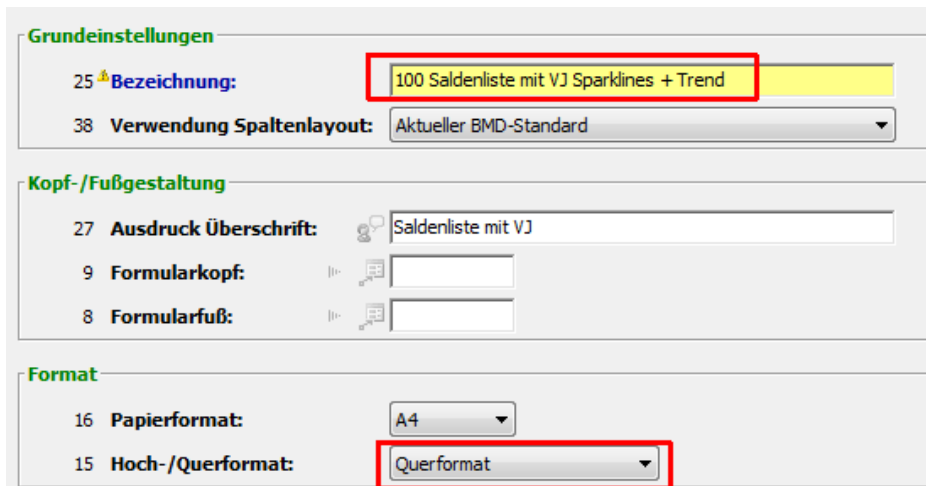 Grundeinstellungen
25 Bezeichnung: 100 Saldenliste mit VJ Sparklines + Trend
38 Verwendung Spaltenlayout: Aktueller BMD-Standard
Kopf-/Fußgestaltung
27 Ausdruck Überschrift: Saldenliste mit VJ
9 Formularkopf:
8 Formularfuß:
Format
16 Papierformat: A4
15 Hoch-/Querformat: Querformat